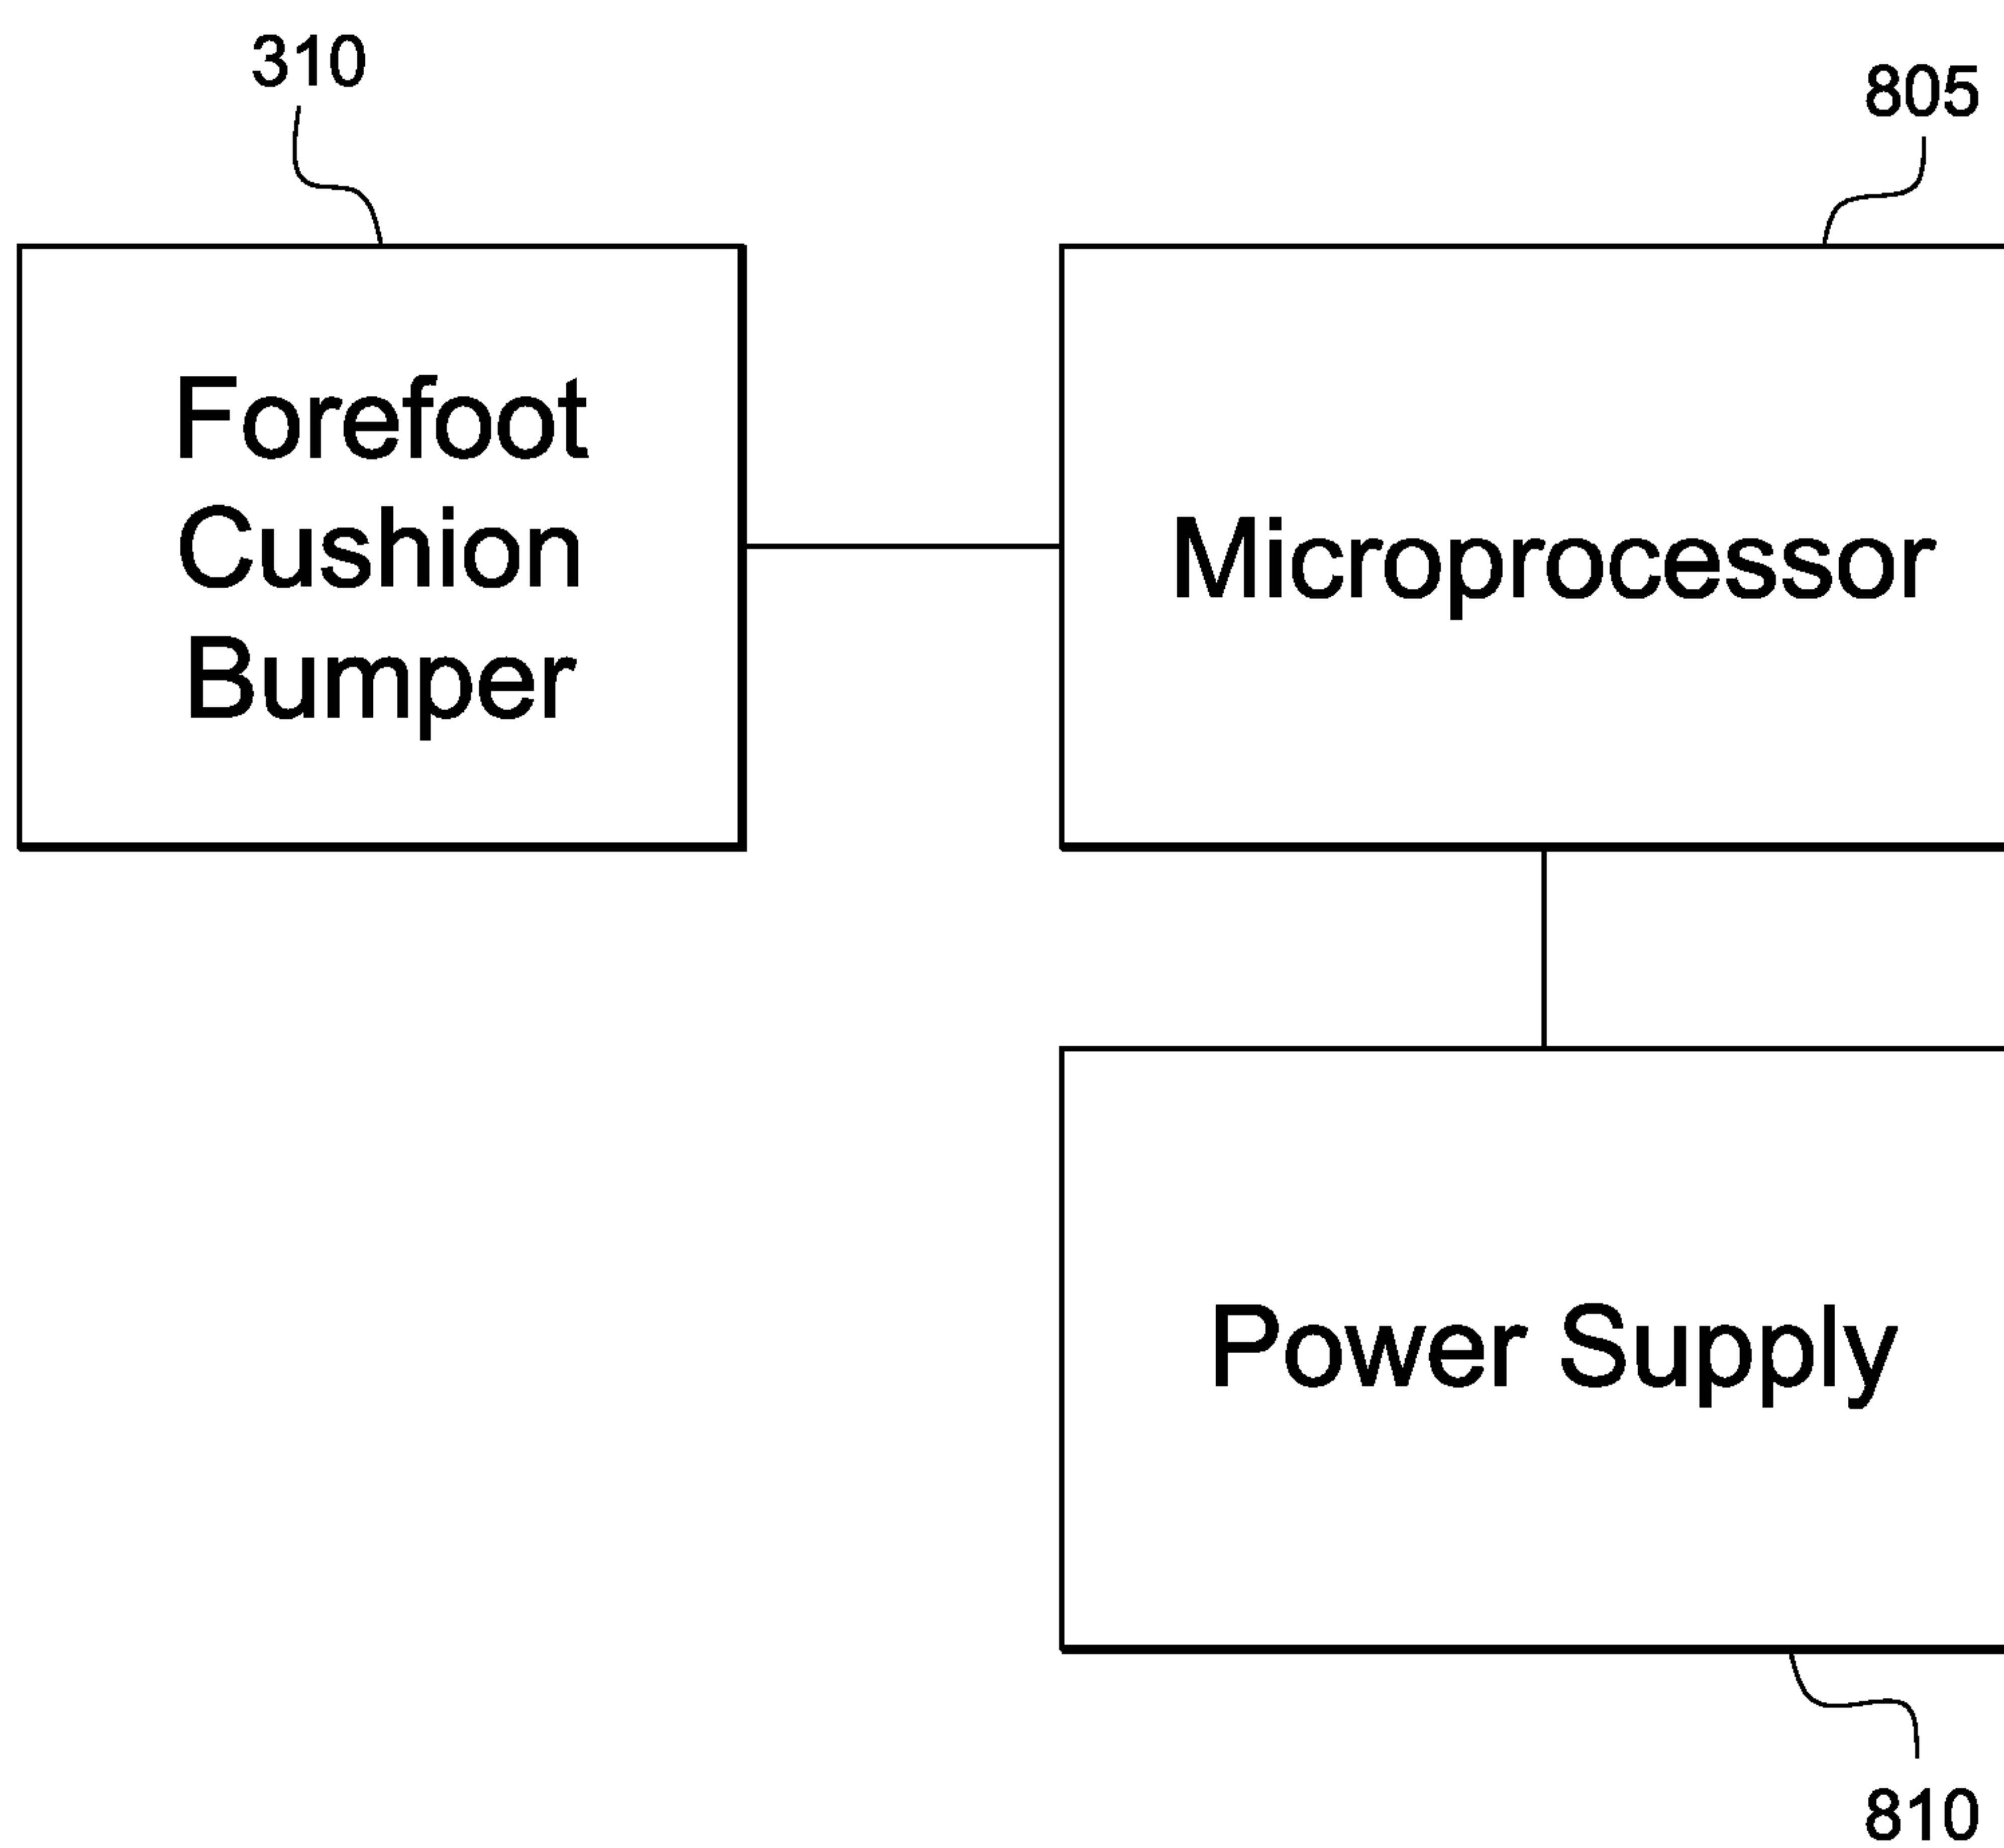 310
805
Forefoot
Cushion
Bumper
Microprocessor
Power Supply
810